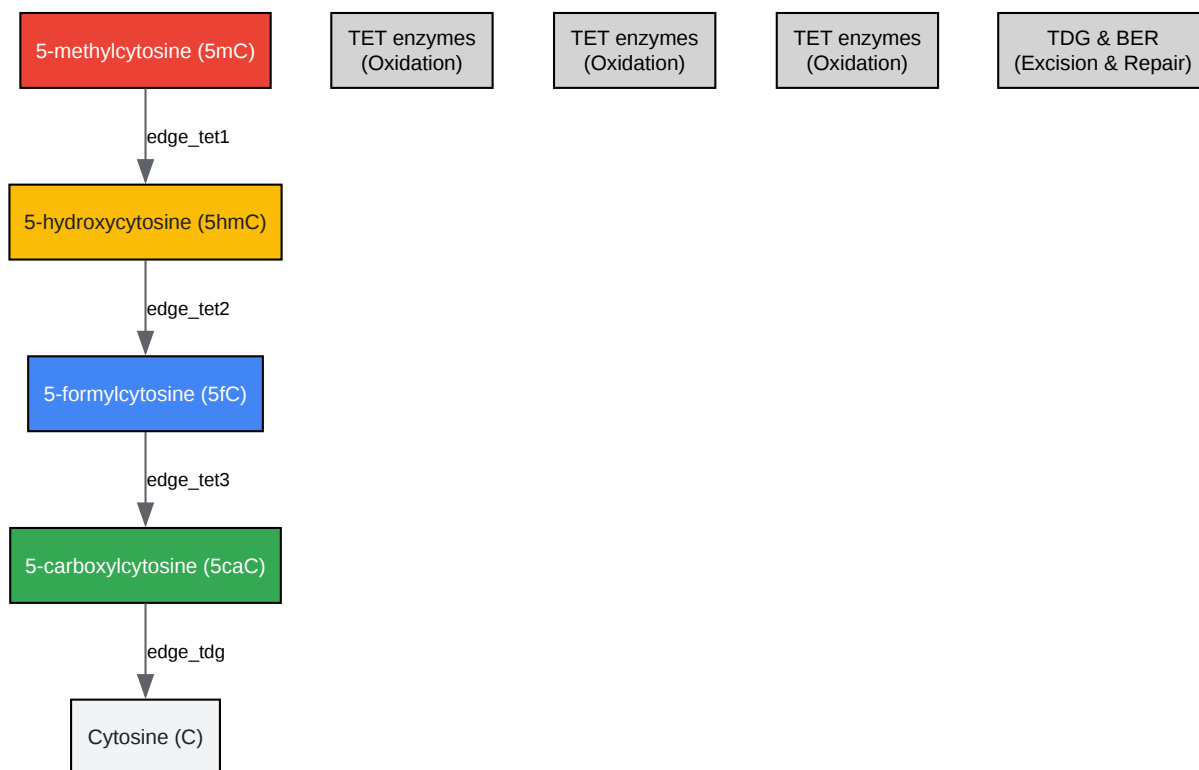 5-methylcytosine (5mC)
TET enzymes
(Oxidation)
TET enzymes
(Oxidation)
TET enzymes
(Oxidation)
TDG & BER
(Excision & Repair)
edge_tet1
5-hydroxycytosine (5hmC)
edge_tet2
5-formylcytosine (5fC)
edge_tet3
5-carboxylcytosine (5caC)
edge_tdg
Cytosine (C)